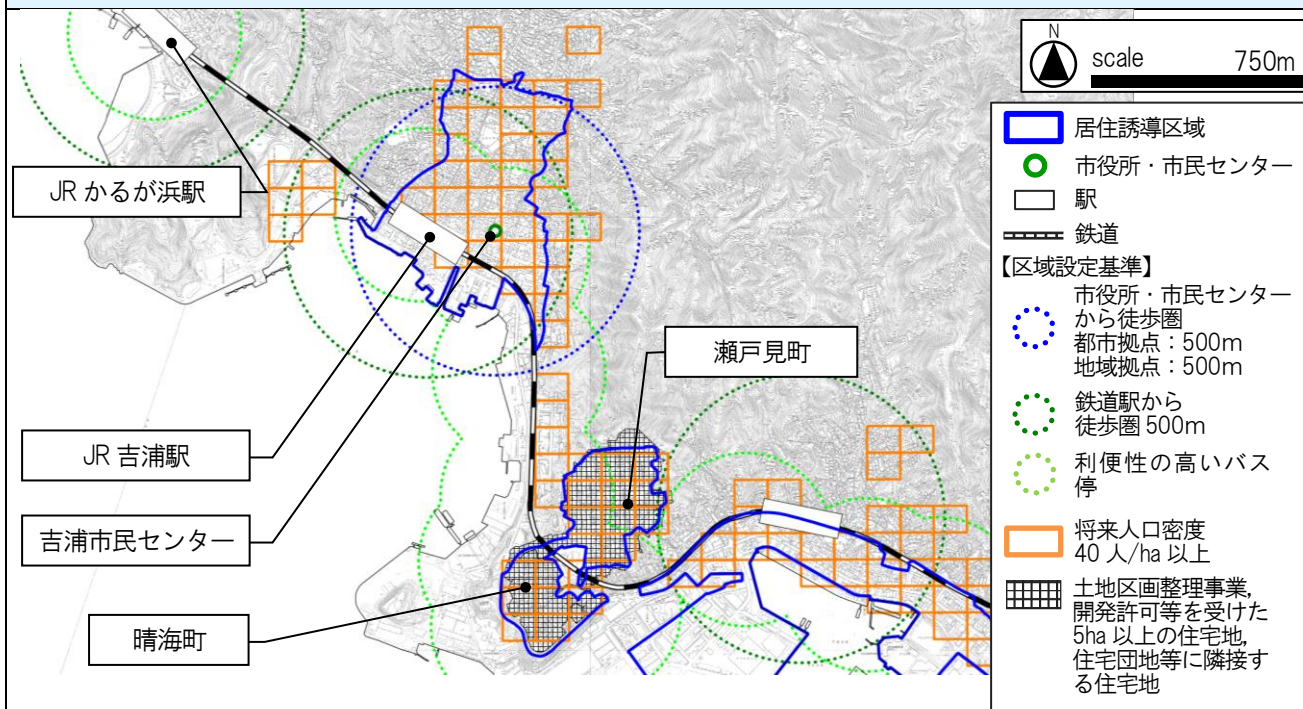 N
scale 750m
居住誘導区域
市役所・市民センター
駅
鉄道
【区域設定基準】
市役所・市民センター
から徒歩圏
都市拠点：500m
地域拠点：500m
鉄道駅から
徒歩圏 500m
利便性の高いバス
停
将来人口密度
40 人/ha 以上
土地区画整理事業,
開発許可等を受けた
5ha 以上の住宅地,
住宅団地等に隣接す
る住宅地
JR かるが浜駅
瀬戸見町
JR 吉浦駅
吉浦市民センター
晴海町